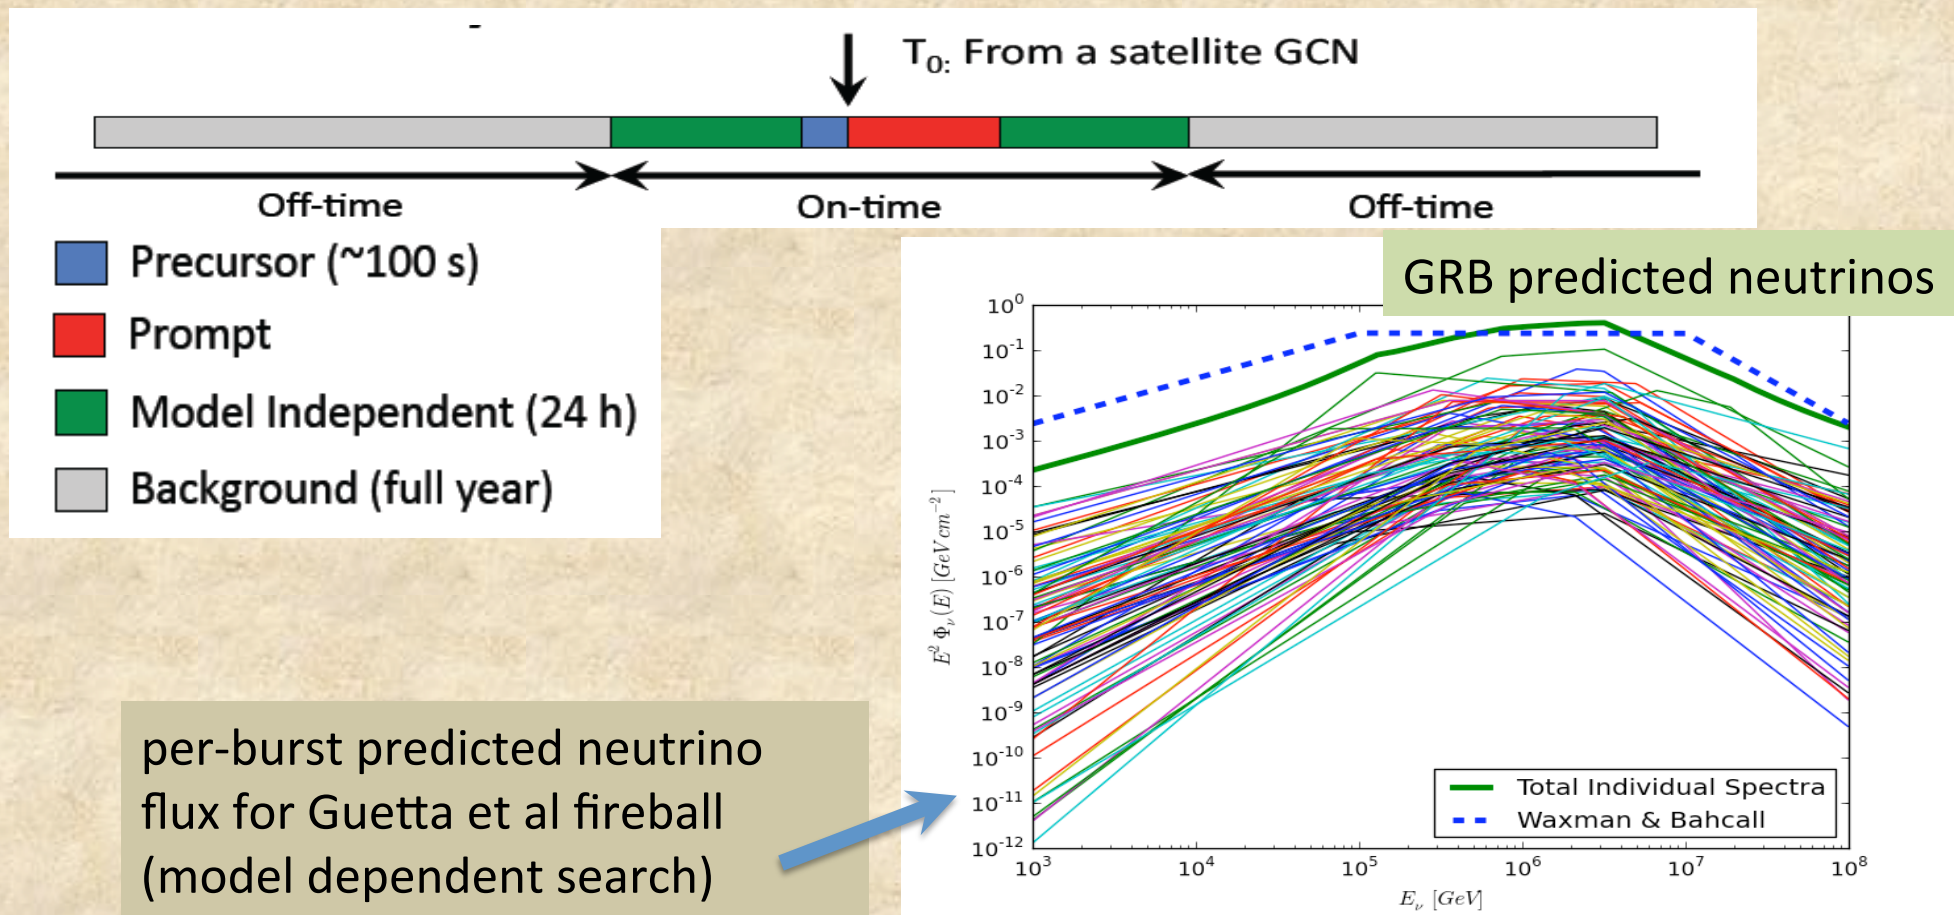 T0: From a satellite GCN
Off-time
On-time
Off-time
Precursor (~100 s)
Prompt
Model Independent (24 h)
Background (full year)
GRB predicted neutrinos
10^0
10^-1
10^-2
10^-3
10^-4
10^-5
10^-6
10^-7
10^-8
10^-9
10^-10
10^-11
10^-12
E^2 Φ_ν(E) [GeV cm^-2]
Total Individual Spectra
Waxman & Bahcall
10^3 10^4 10^5 10^6 10^7 10^8
E_ν [GeV]
per-burst predicted neutrino
flux for Guetta et al fireball
(model dependent search)